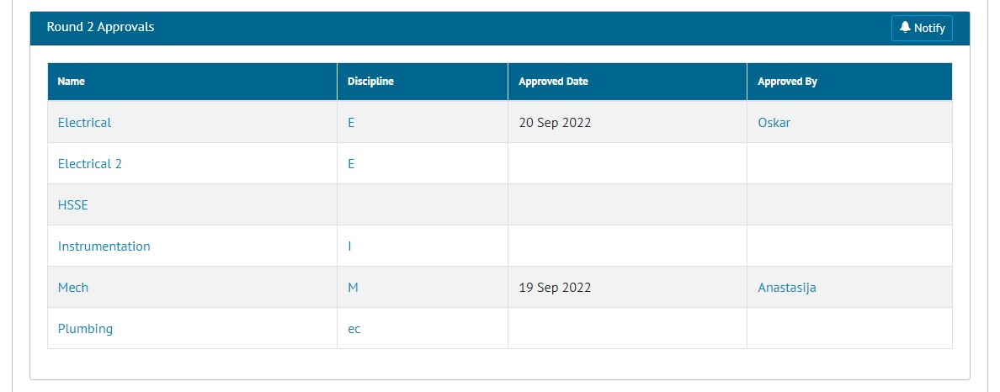 Round 2 Approvals
Notify
Name Discipline Approved Date Approved By
Electrical E 20 Sep 2022 Oskar
Electrical 2 E
HSSE
Instrumentation I
Mech M 19 Sep 2022 Anastasija
Plumbing ec